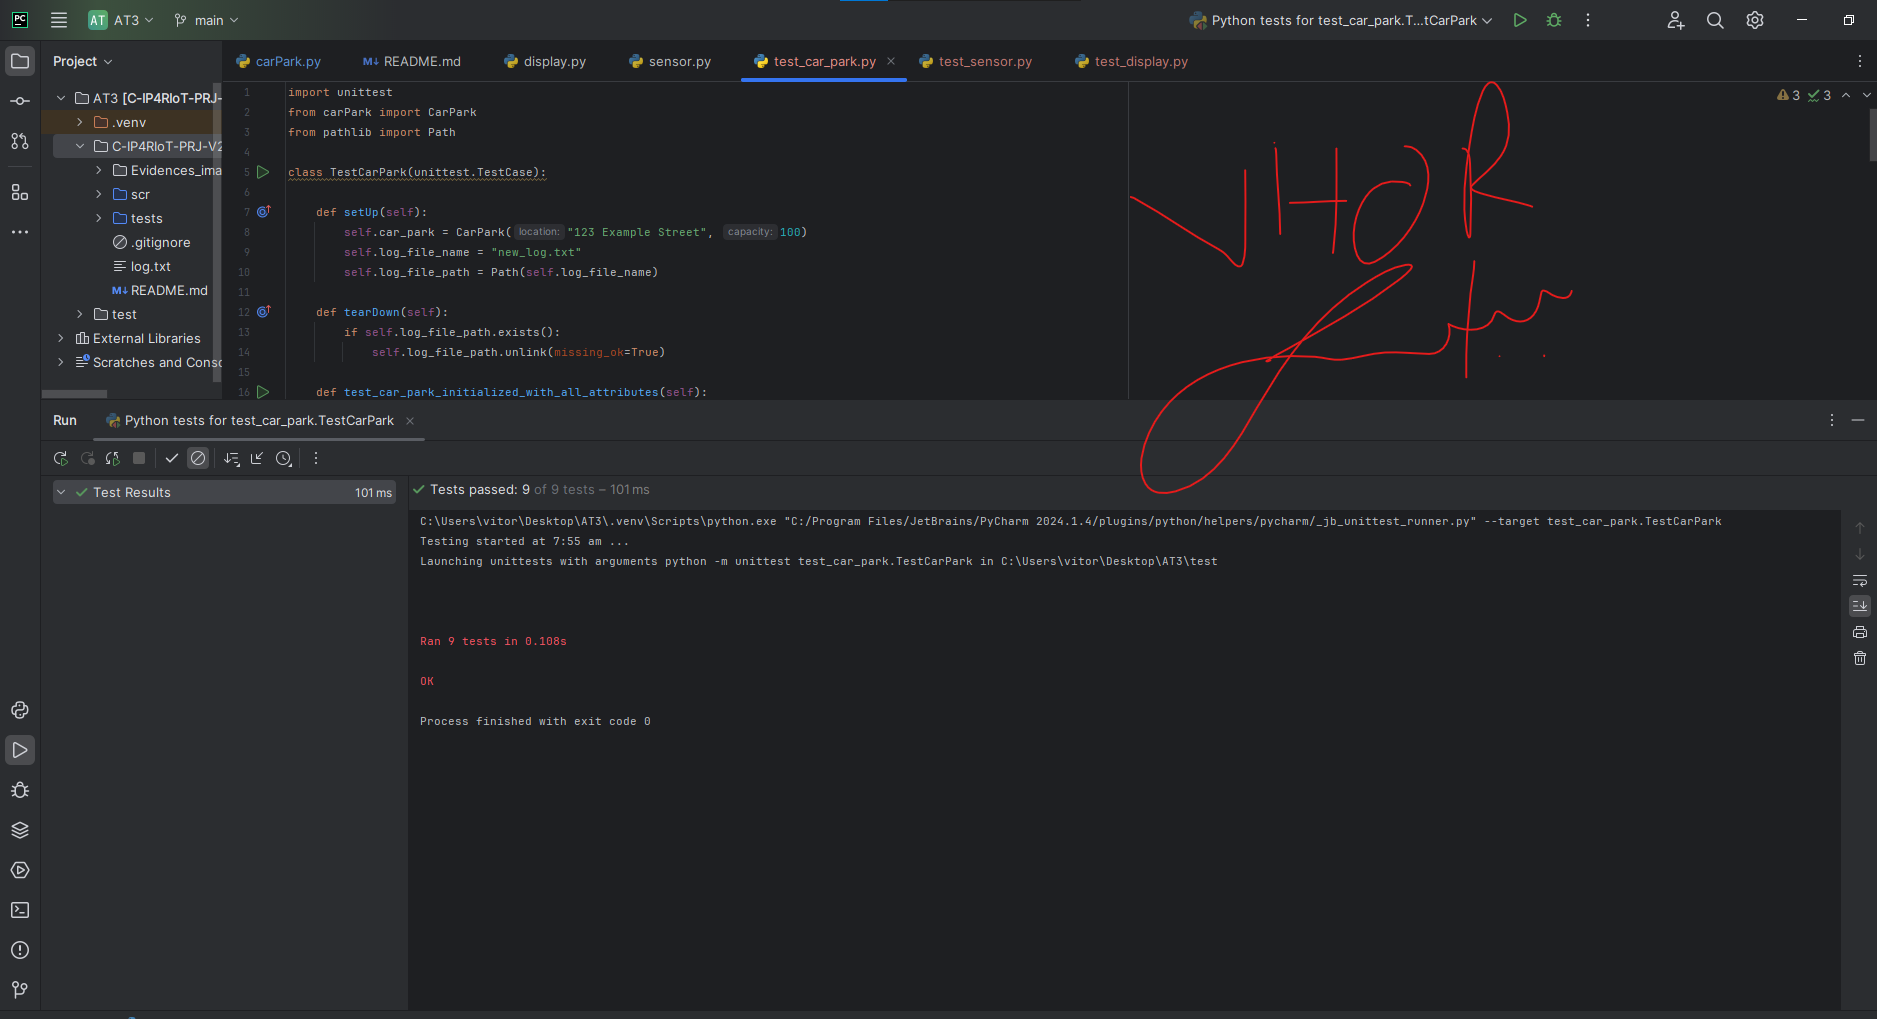 AT AT3 main Python tests for test_car_park.T...tCarPark
Project carPark.py README.md display.py sensor.py test_car_park.py test_sensor.py test_display.py
AT3 [C-IP4RIoT-PRJ-
.venv
C-IP4RIoT-PRJ-V2
Evidences_ima
scr
tests
.gitignore
log.txt
M↓ README.md
test
External Libraries
Scratches and Conso
1 import unittest
2 from carPark import CarPark
3 from pathlib import Path
4
5 class TestCarPark(unittest.TestCase):
6
7 def setUp(self):
8 self.car_park = CarPark( location: "123 Example Street", capacity: 100)
9 self.log_file_name = "new_log.txt"
10 self.log_file_path = Path(self.log_file_name)
11
12 def tearDown(self):
13 if self.log_file_path.exists():
14 self.log_file_path.unlink(missing_ok=True)
15
16 def test_car_park_initialized_with_all_attributes(self):
3 3
Run Python tests for test_car_park.TestCarPark
Test Results 101 ms
Tests passed: 9 of 9 tests – 101 ms
C:\Users\vitor\Desktop\AT3\.venv\Scripts\python.exe "C:/Program Files/JetBrains/PyCharm 2024.1.4/plugins/python/helpers/pycharm/_jb_unittest_runner.py" --target test_car_park.TestCarPark
Testing started at 7:55 am ...
Launching unittests with arguments python -m unittest test_car_park.TestCarPark in C:\Users\vitor\Desktop\AT3\test
Ran 9 tests in 0.108s
OK
Process finished with exit code 0